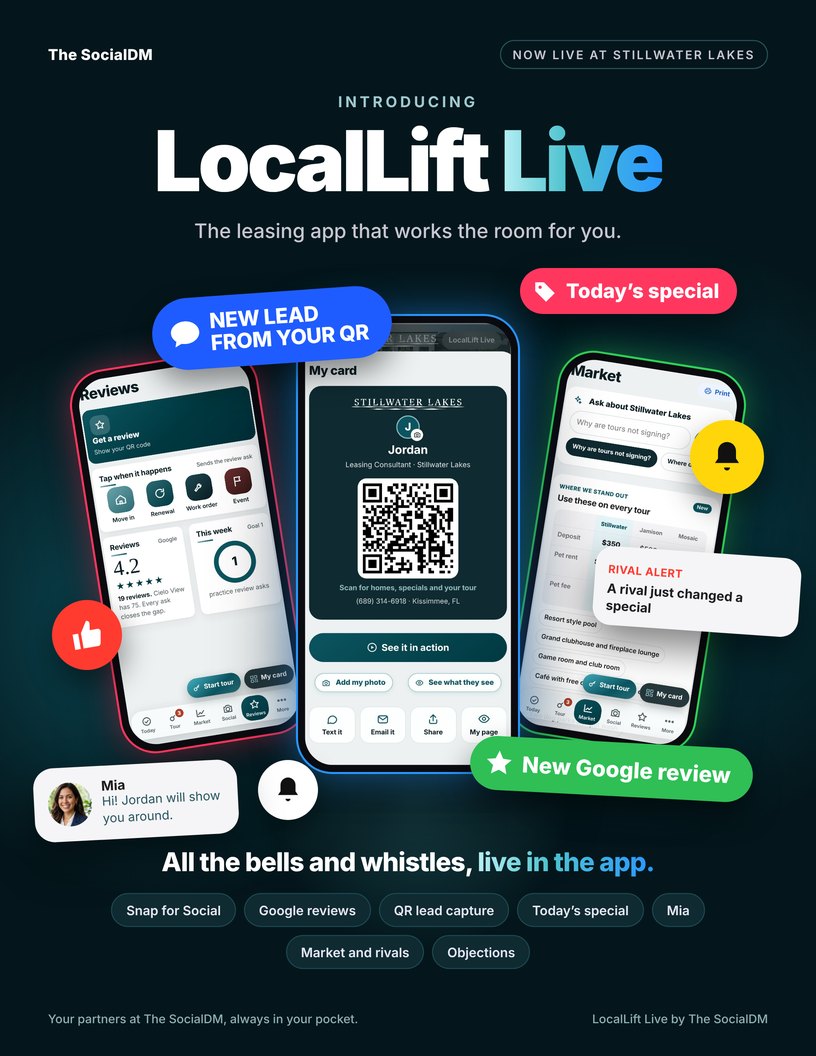 The SocialDM
NOW LIVE AT STILLWATER LAKES
INTRODUCING
LocalLift Live
The leasing app that works the room for you.
Today's special
NEW LEAD
FROM YOUR QR
Reviews
Get a review
Show your QR code
Tap when it happens
Sends the review ask
Move in
Renewal
Work order
Event
Reviews
Google
4.2
★★★★★
19 reviews. Cielo View
has 75. Every ask
closes the gap.
This week
Goal 1
1
practice review asks
Start tour
My card
Today
3
Tour
Market
Social
Reviews
More
LAKES
LocalLift Live
My card
STILLWATER LAKES
J
Jordan
Leasing Consultant · Stillwater Lakes
Scan for homes, specials and your tour
(689) 314-6918 · Kissimmee, FL
See it in action
Add my photo
See what they see
Text it
Email it
Share
My page
Market
Print
Ask about Stillwater Lakes
Why are tours not signing?
Why are tours not signing?
Where
WHERE WE STAND OUT
New
Use these on every tour
Stillwater
Jamison
Mosaic
Deposit
$350
Pet rent
Pet fee
RIVAL ALERT
A rival just changed a
special
Resort style pool
Grand clubhouse and fireplace lounge
Game room and club room
Café with free
Start tour
My card
Today
3
Tour
Market
Social
Reviews
More
New Google review
Mia
Hi! Jordan will show
you around.
All the bells and whistles, live in the app.
Snap for Social
Google reviews
QR lead capture
Today's special
Mia
Market and rivals
Objections
Your partners at The SocialDM, always in your pocket.
LocalLift Live by The SocialDM